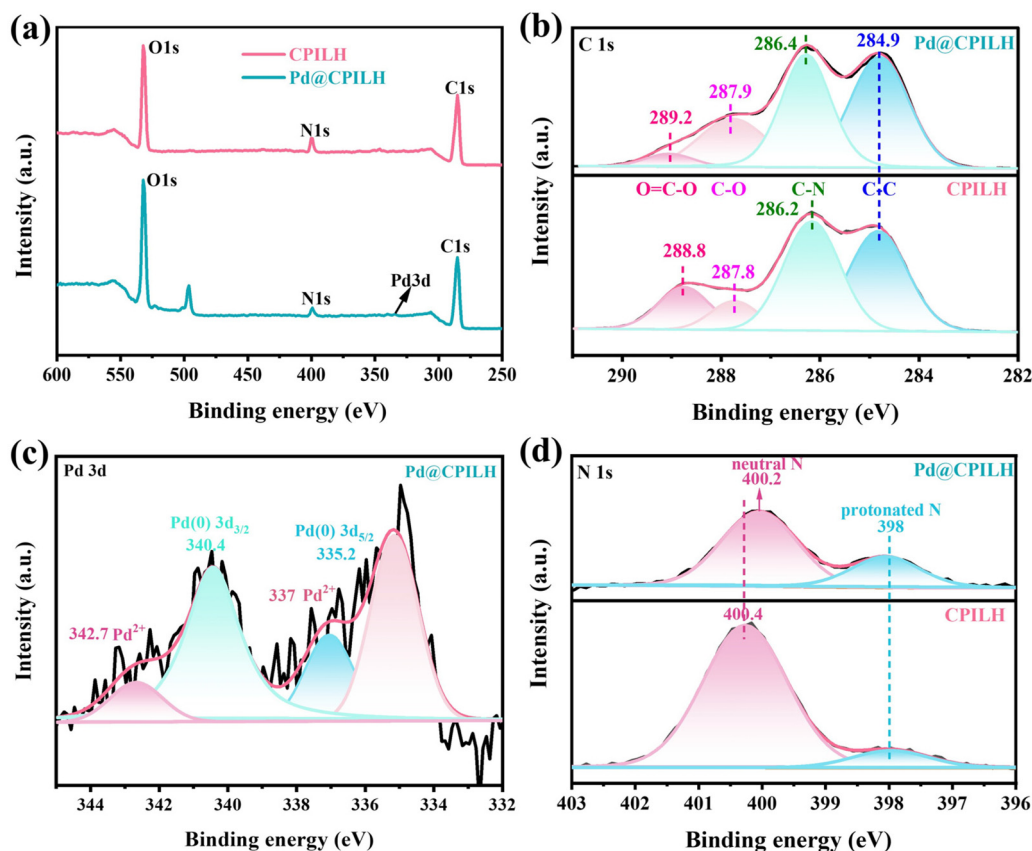 (a)
O1s
CPILH
Pd@CPILH
C1s
N1s
O1s
C1s
N1s
Pd3d
Intensity (a.u.)
600 550 500 450 400 350 300 250
Binding energy (eV)
(b)
C 1s
286.4
284.9
Pd@CPILH
287.9
289.2
O=C-O
C-O
C-N
C-C
CPILH
286.2
288.8
287.8
Intensity (a.u.)
290 288 286 284 282
Binding energy (eV)
(c)
Pd 3d
Pd@CPILH
Pd(0) 3d3/2
340.4
Pd(0) 3d5/2
335.2
337 Pd2+
342.7 Pd2+
Intensity (a.u.)
344 342 340 338 336 334 332
Binding energy (eV)
(d)
N 1s
neutral N
400.2
Pd@CPILH
protonated N
398
400.4
CPILH
Intensity (a.u.)
403 402 401 400 399 398 397 396
Binding energy (eV)